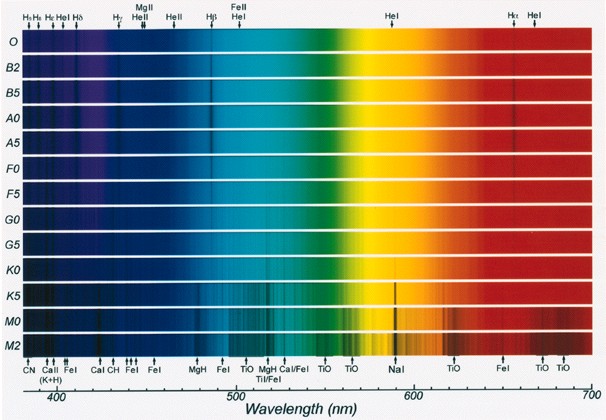 MgII FeII
Hε Hε HeI Hδ Hγ HeII HeII Hβ HeI HeI Hα HeI
O
B2
B5
A0
A5
F0
F5
G0
G5
K0
K5
M0
M2
CN CaII FeI CaI CH FeI FeI MgH FeI TiO MgH CaI/FeI TiO TiO NaI TiO FeI TiO TiO
(K+H) TiI/FeI
400 500 600 700
Wavelength (nm)